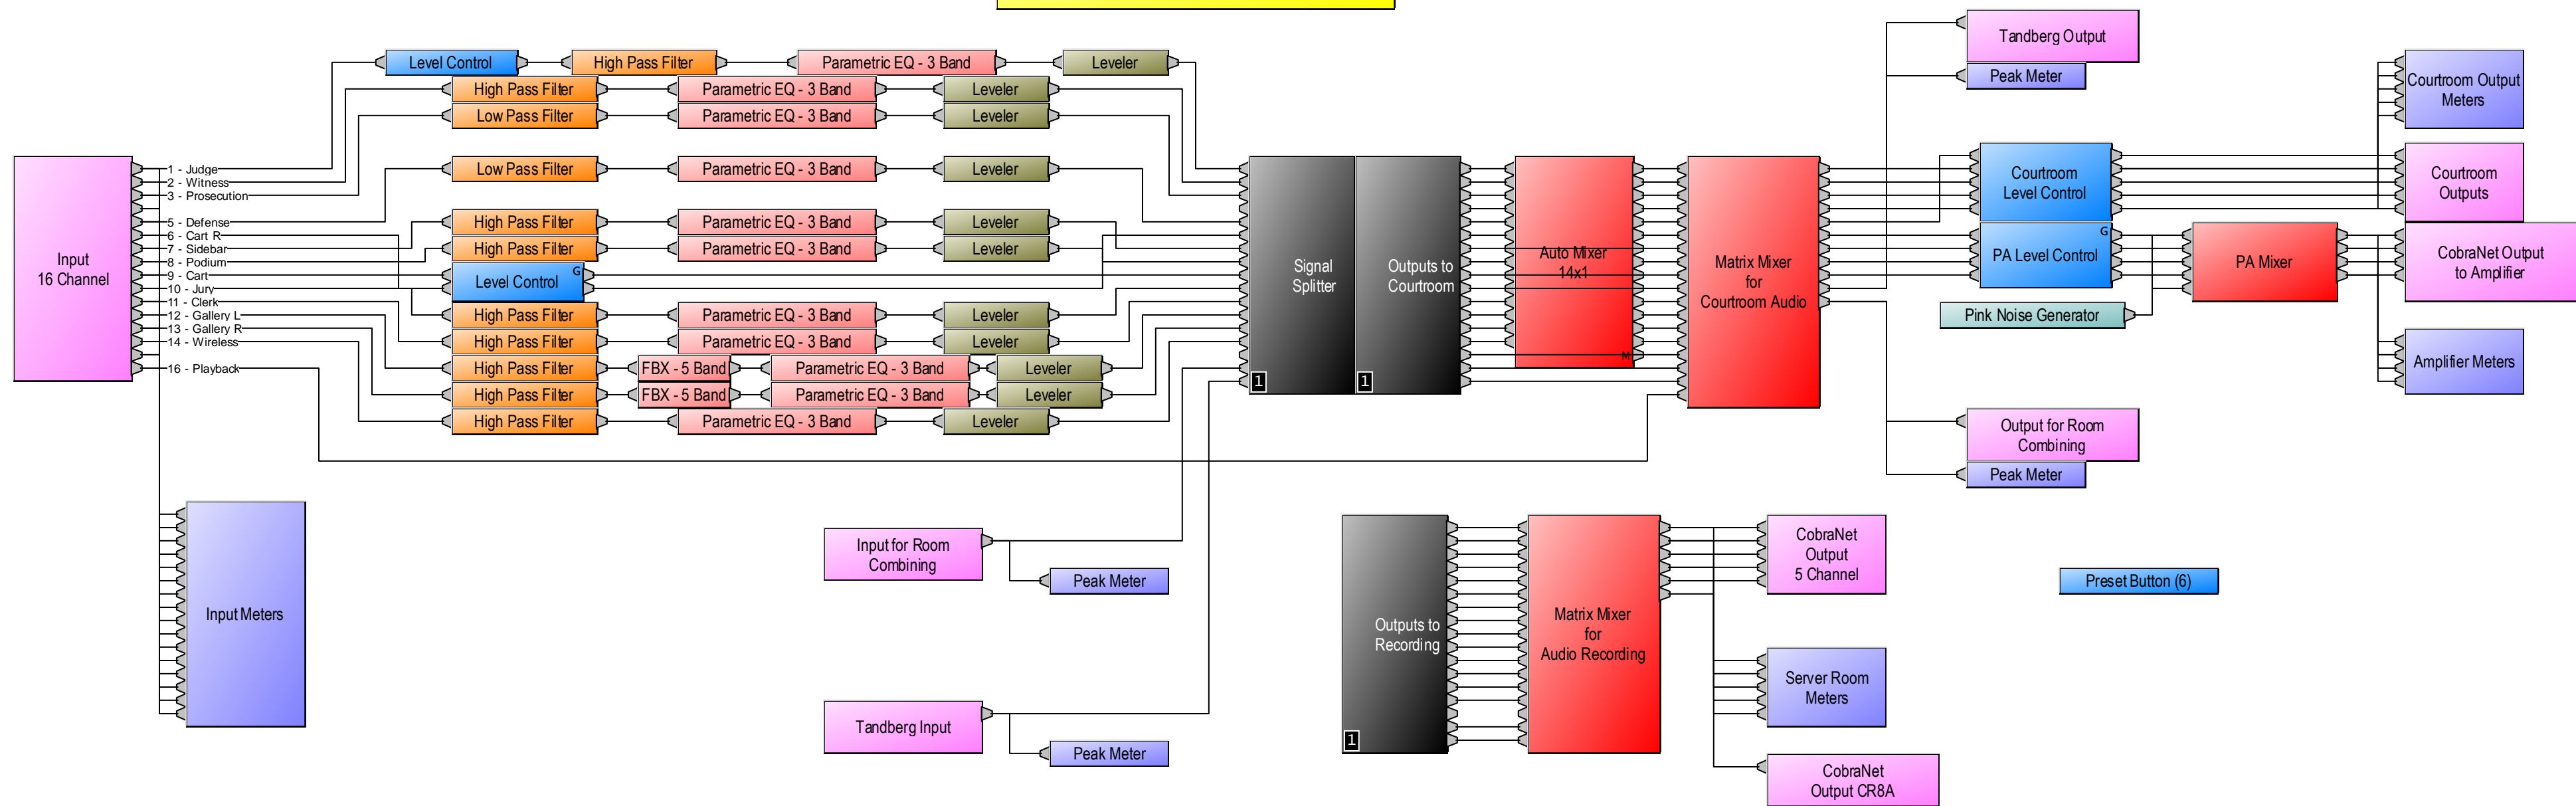 Tandberg Output
Peak Meter
Level Control
High Pass Filter
Parametric EQ - 3 Band
Leveler
High Pass Filter
Parametric EQ - 3 Band
Leveler
Low Pass Filter
Parametric EQ - 3 Band
Leveler
Courtroom Output
Meters
Input
16 Channel
1 - Judge
2 - Witness
3 - Prosecution
5 - Defense
6 - Cart R
7 - Sidebar
8 - Podium
9 - Cart
10 - Jury
11 - Clerk
12 - Gallery L
13 - Gallery R
14 - Wireless
16 - Playback
Low Pass Filter
Parametric EQ - 3 Band
Leveler
High Pass Filter
Parametric EQ - 3 Band
Leveler
High Pass Filter
Parametric EQ - 3 Band
Leveler
Level Control
G
High Pass Filter
Parametric EQ - 3 Band
Leveler
High Pass Filter
Parametric EQ - 3 Band
Leveler
High Pass Filter
FBX - 5 Band
Parametric EQ - 3 Band
Leveler
High Pass Filter
FBX - 5 Band
Parametric EQ - 3 Band
Leveler
High Pass Filter
Parametric EQ - 3 Band
Leveler
Signal
Splitter
1
Outputs to
Courtroom
1
Auto Mixer
14x1
M
Matrix Mixer
for
Courtroom Audio
Courtroom
Level Control
Courtroom
Outputs
G
PA Level Control
PA Mixer
CobraNet Output
to Amplifier
Pink Noise Generator
Amplifier Meters
Output for Room
Combining
Peak Meter
Input Meters
Input for Room
Combining
Peak Meter
Tandberg Input
Peak Meter
Outputs to
Recording
1
Matrix Mixer
for
Audio Recording
CobraNet
Output
5 Channel
Preset Button (6)
Server Room
Meters
CobraNet
Output CR8A